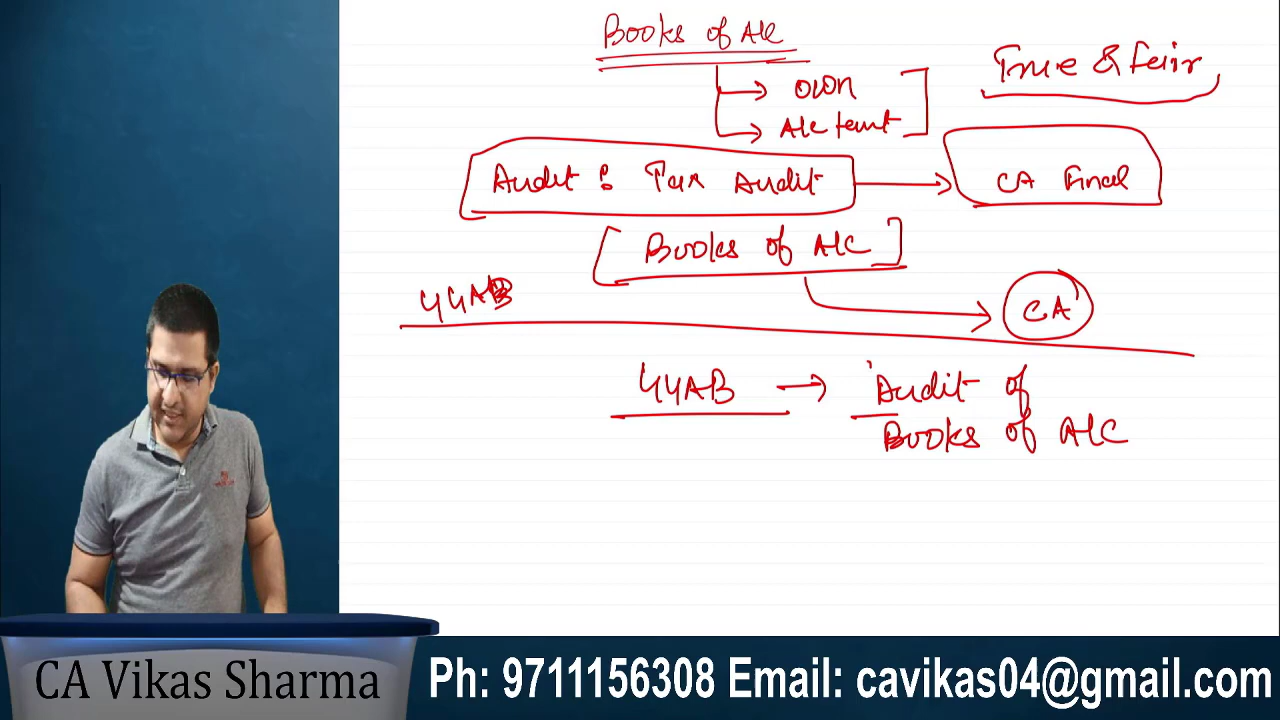 Books of A/c
True & Fair
→ own
→ A/ctant
Audit : Tax Audit → CA Final
[Books of A/C]
44AB
CA
44AB → Audit of
Books of A/C
CA Vikas Sharma
Ph: 9711156308 Email: cavikas04@gmail.com